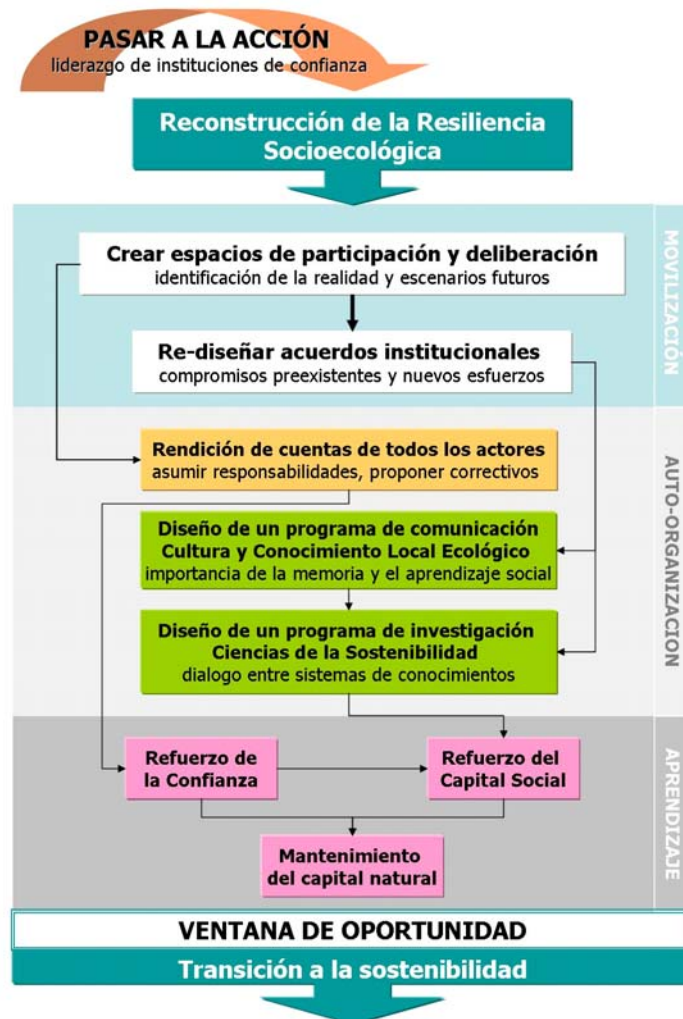 PASAR A LA ACCIÓN
liderazgo de instituciones de confianza
Reconstrucción de la Resiliencia
Socioecológica
MOVILIZACIÓN
Crear espacios de participación y deliberación
identificación de la realidad y escenarios futuros
Re-diseñar acuerdos institucionales
compromisos preexistentes y nuevos esfuerzos
AUTO-ORGANIZACION
Rendición de cuentas de todos los actores
asumir responsabilidades, proponer correctivos
Diseño de un programa de comunicación
Cultura y Conocimiento Local Ecológico
importancia de la memoria y el aprendizaje social
Diseño de un programa de investigación
Ciencias de la Sostenibilidad
dialogo entre sistemas de conocimientos
APRENDIZAJE
Refuerzo de
la Confianza
Refuerzo del
Capital Social
Mantenimiento
del capital natural
VENTANA DE OPORTUNIDAD
Transición a la sostenibilidad